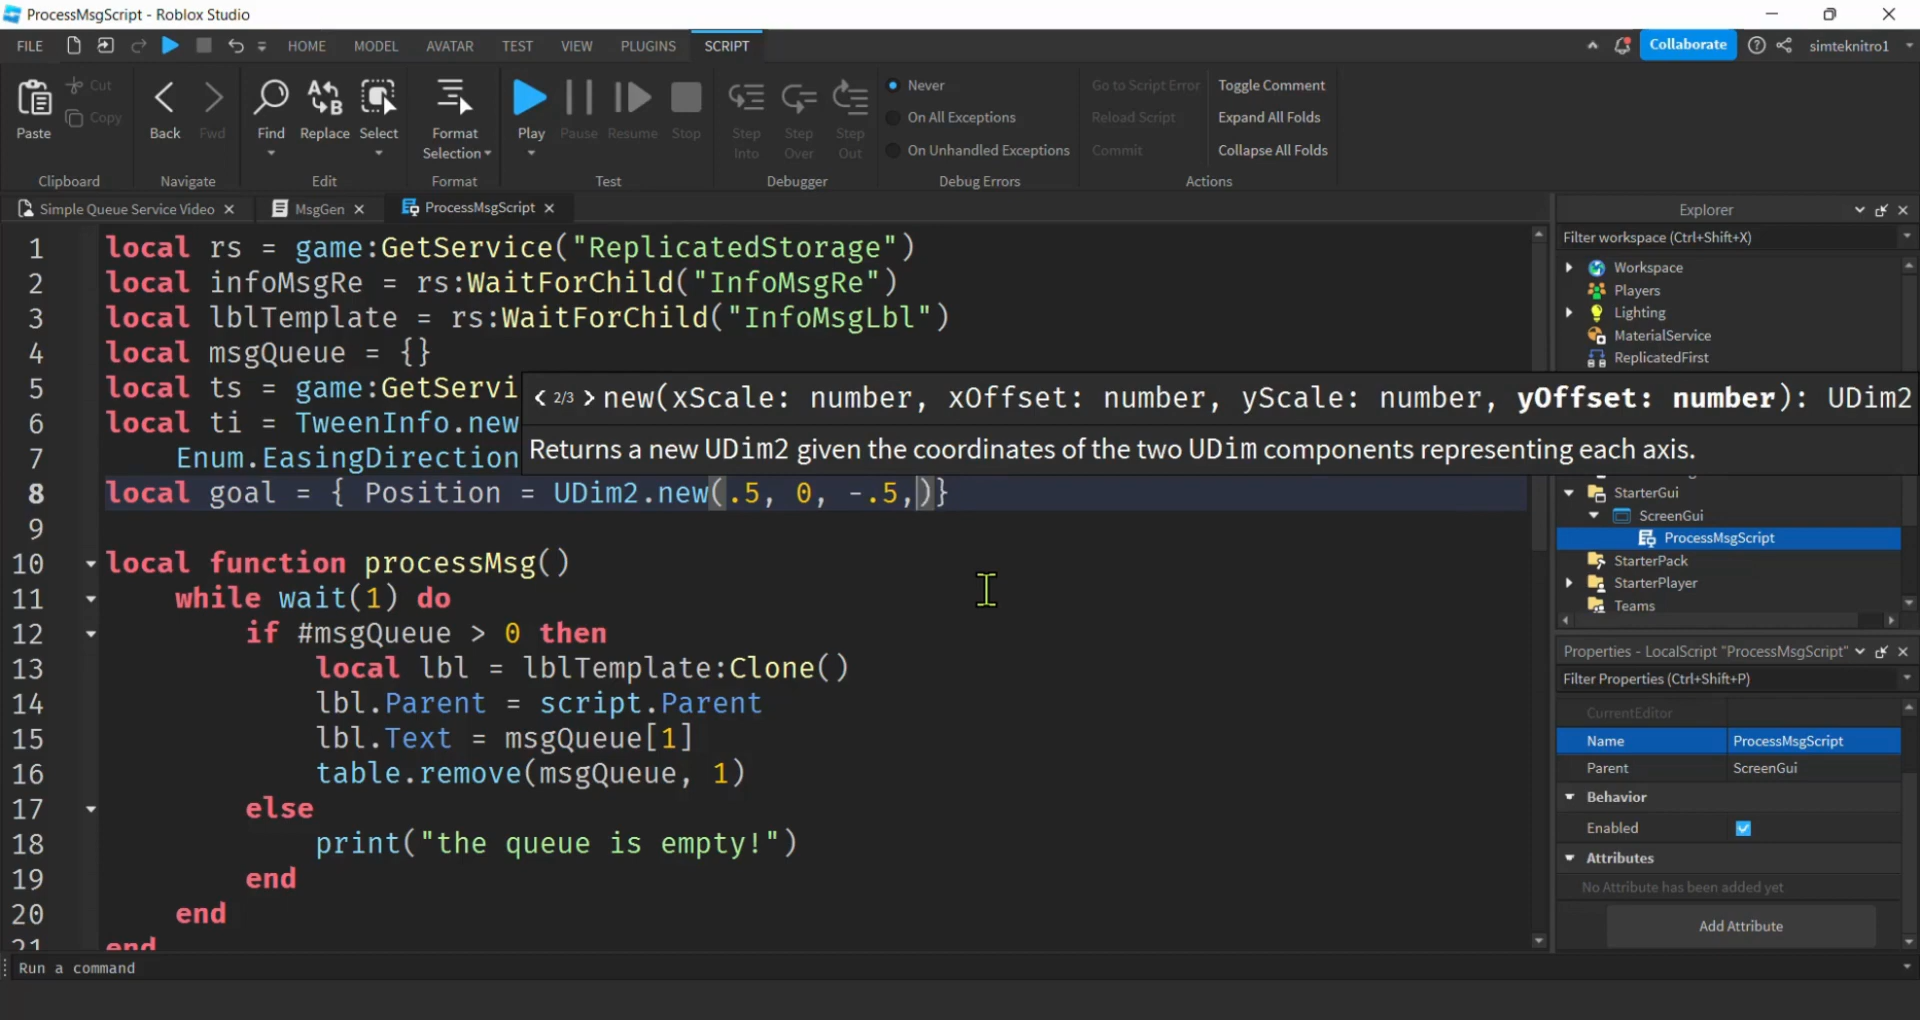 ProcessMsgScript - Roblox Studio
FILE HOME MODEL AVATAR TEST VIEW PLUGINS SCRIPT Collaborate simteknitro1
Paste Cut Copy
Clipboard
Back Fwd
Navigate
Find Replace Select
Edit
Format Selection
Format
Play Pause Resume Stop
Test
Step Into Step Over Step Out
Debugger
Never
On All Exceptions
On Unhandled Exceptions
Debug Errors
Go to Script Error Toggle Comment
Reload Script Expand All Folds
Commit Collapse All Folds
Actions
Simple Queue Service Video MsgGen ProcessMsgScript
1 local rs = game:GetService("ReplicatedStorage")
2 local infoMsgRe = rs:WaitForChild("InfoMsgRe")
3 local lblTemplate = rs:WaitForChild("InfoMsgLbl")
4 local msgQueue = {}
5 local ts = game:GetServi
6 local ti = TweenInfo.new
7 Enum.EasingDirection
< 2/3 > new(xScale: number, xOffset: number, yScale: number, yOffset: number): UDim2
Returns a new UDim2 given the coordinates of the two UDim components representing each axis.
8 local goal = { Position = UDim2.new(.5, 0, -.5,)}
9
10 local function processMsg()
11 while wait(1) do
12 if #msgQueue > 0 then
13 local lbl = lblTemplate:Clone()
14 lbl.Parent = script.Parent
15 lbl.Text = msgQueue[1]
16 table.remove(msgQueue, 1)
17 else
18 print("the queue is empty!")
19 end
20 end
21 end
Explorer
Filter workspace (Ctrl+Shift+X)
Workspace
Players
Lighting
MaterialService
ReplicatedFirst
StarterGui
ScreenGui
ProcessMsgScript
StarterPack
StarterPlayer
Teams
Properties - LocalScript "ProcessMsgScript"
Filter Properties (Ctrl+Shift+P)
CurrentEditor
Name ProcessMsgScript
Parent ScreenGui
Behavior
Enabled
Attributes
No Attribute has been added yet
Add Attribute
Run a command